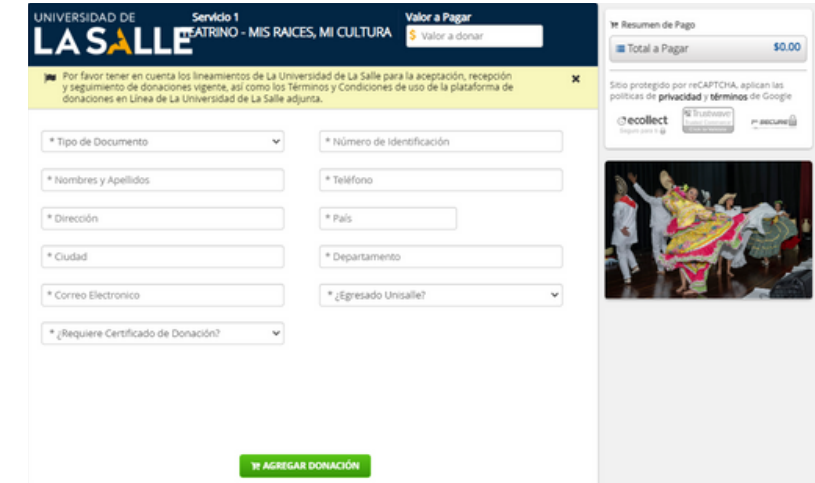 UNIVERSIDAD DE
LA SALLE
Servicio 1
TEATRINO - MIS RAICES, MI CULTURA
Valor a Pagar
$ Valor a donar
Por favor tener en cuenta los lineamientos de La Universidad de La Salle para la aceptación, recepción
y seguimiento de donaciones vigente, así como los Términos y Condiciones de uso de la plataforma de
donaciones en Línea de La Universidad de La Salle adjunta.
* Tipo de Documento
* Número de Identificación
* Nombres y Apellidos
* Teléfono
* Dirección
* País
* Ciudad
* Departamento
* Correo Electronico
* ¿Egresado Unisalle?
* ¿Requiere Certificado de Donación?
AGREGAR DONACIÓN
Resumen de Pago
Total a Pagar $0.00
Sitio protegido por reCAPTCHA, aplican las
políticas de privacidad y términos de Google
ecollect
Trustwave
SECURE